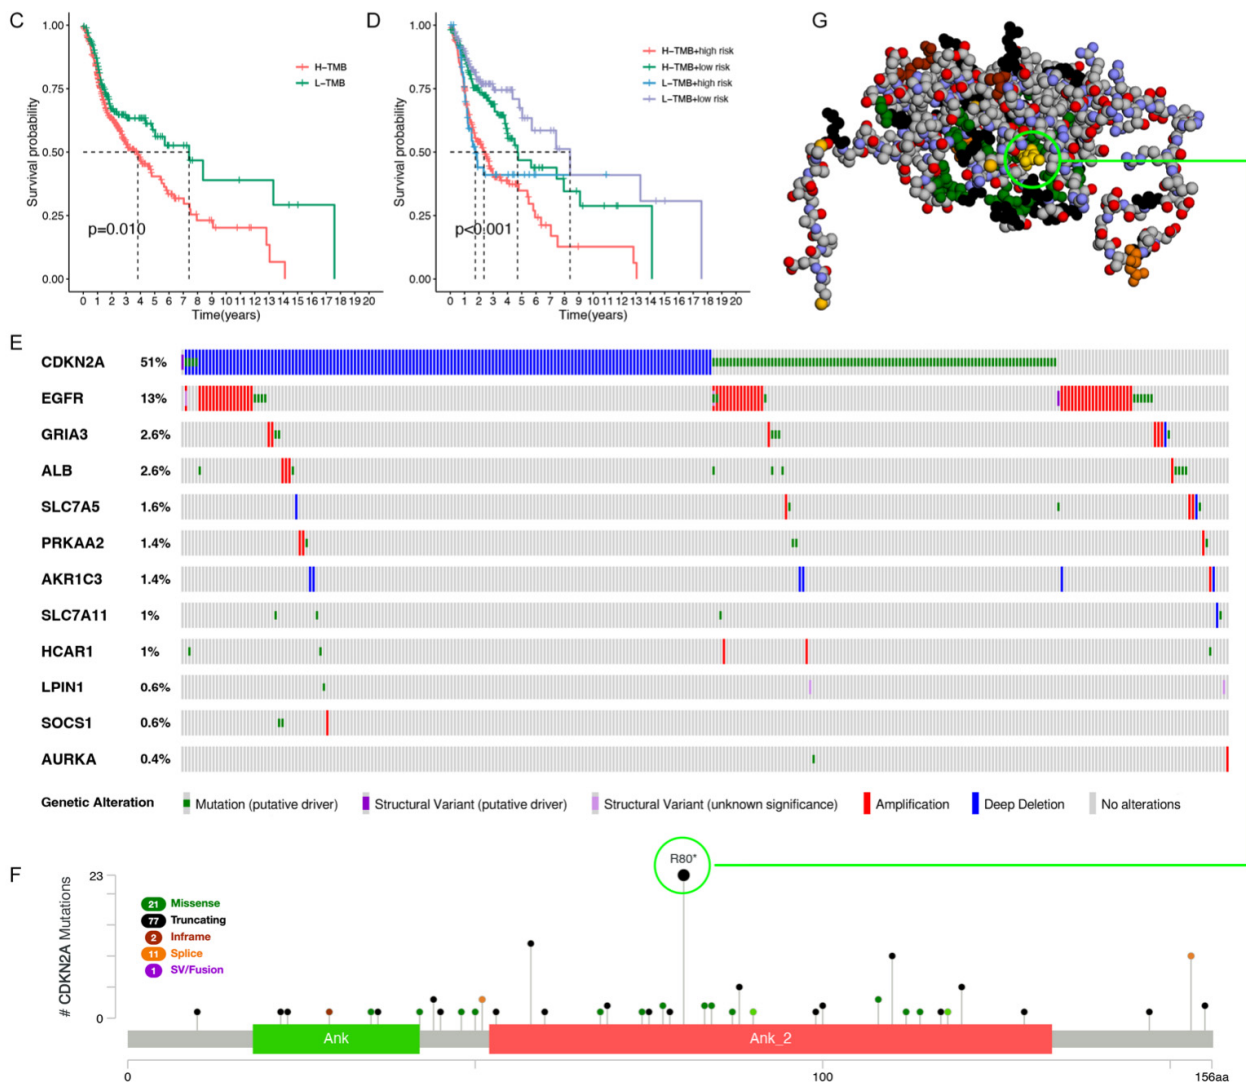 C
1.00
0.75
0.50
0.25
0.00
Survival probability
H-TMB
L-TMB
p=0.010
0 1 2 3 4 5 6 7 8 9 10 11 12 13 14 15 16 17 18 19 20
Time(years)
D
1.00
0.75
0.50
0.25
0.00
Survival probability
H-TMB+high risk
H-TMB+low risk
L-TMB+high risk
L-TMB+low risk
p<0.001
0 1 2 3 4 5 6 7 8 9 10 11 12 13 14 15 16 17 18 19 20
Time(years)
G
E
CDKN2A 51%
EGFR 13%
GRIA3 2.6%
ALB 2.6%
SLC7A5 1.6%
PRKAA2 1.4%
AKR1C3 1.4%
SLC7A11 1%
HCAR1 1%
LPIN1 0.6%
SOCS1 0.6%
AURKA 0.4%
Genetic Alteration Mutation (putative driver) Structural Variant (putative driver) Structural Variant (unknown significance) Amplification Deep Deletion No alterations
F
R80*
23
0
# CDKN2A Mutations
21 Missense
77 Truncating
2 Inframe
11 Splice
1 SV/Fusion
Ank
Ank_2
0 100 156aa